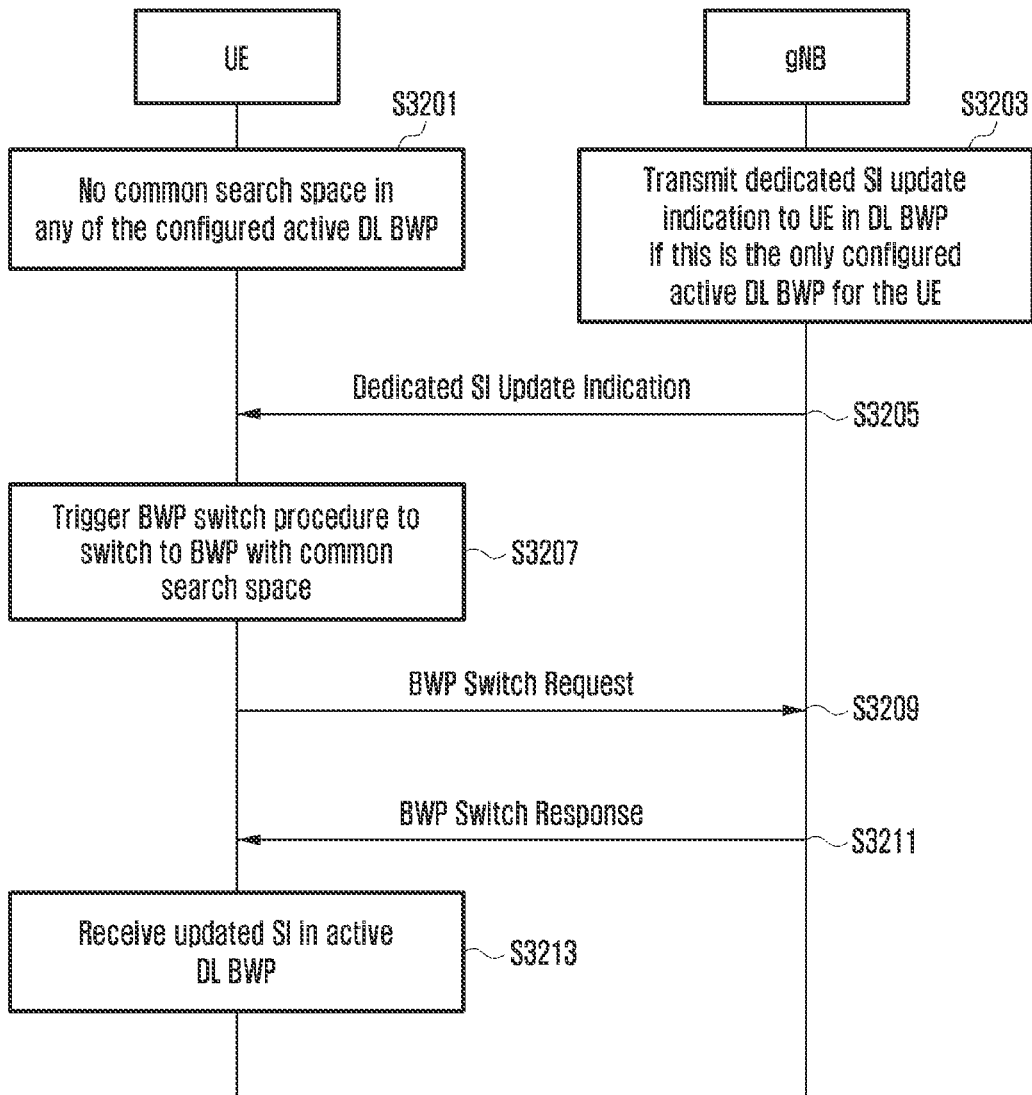 UE
gNB
S3201
S3203
No common search space in
any of the configured active DL BWP
Transmit dedicated SI update
indication to UE in DL BWP
if this is the only configured
active DL BWP for the UE
Dedicated SI Update Indication
S3205
Trigger BWP switch procedure to
switch to BWP with common
search space
S3207
BWP Switch Request
S3209
BWP Switch Response
S3211
Receive updated SI in active
DL BWP
S3213